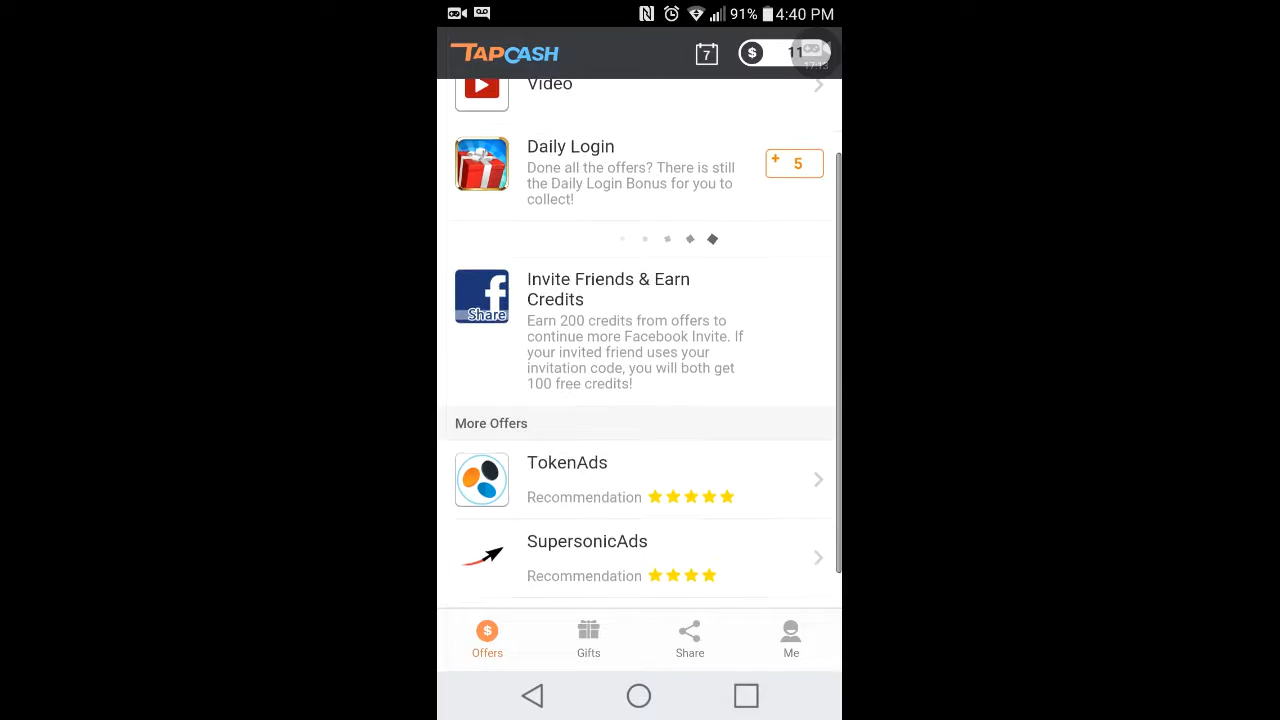 91% 4:40 PM
TAPCASH
7
$
11
17:13
Video
Daily Login
Done all the offers? There is still
the Daily Login Bonus for you to
collect!
+ 5
Invite Friends & Earn
Credits
Earn 200 credits from offers to
continue more Facebook Invite. If
your invited friend uses your
invitation code, you will both get
100 free credits!
f
Share
More Offers
TokenAds
Recommendation
SupersonicAds
Recommendation
$
Offers
Gifts
Share
Me